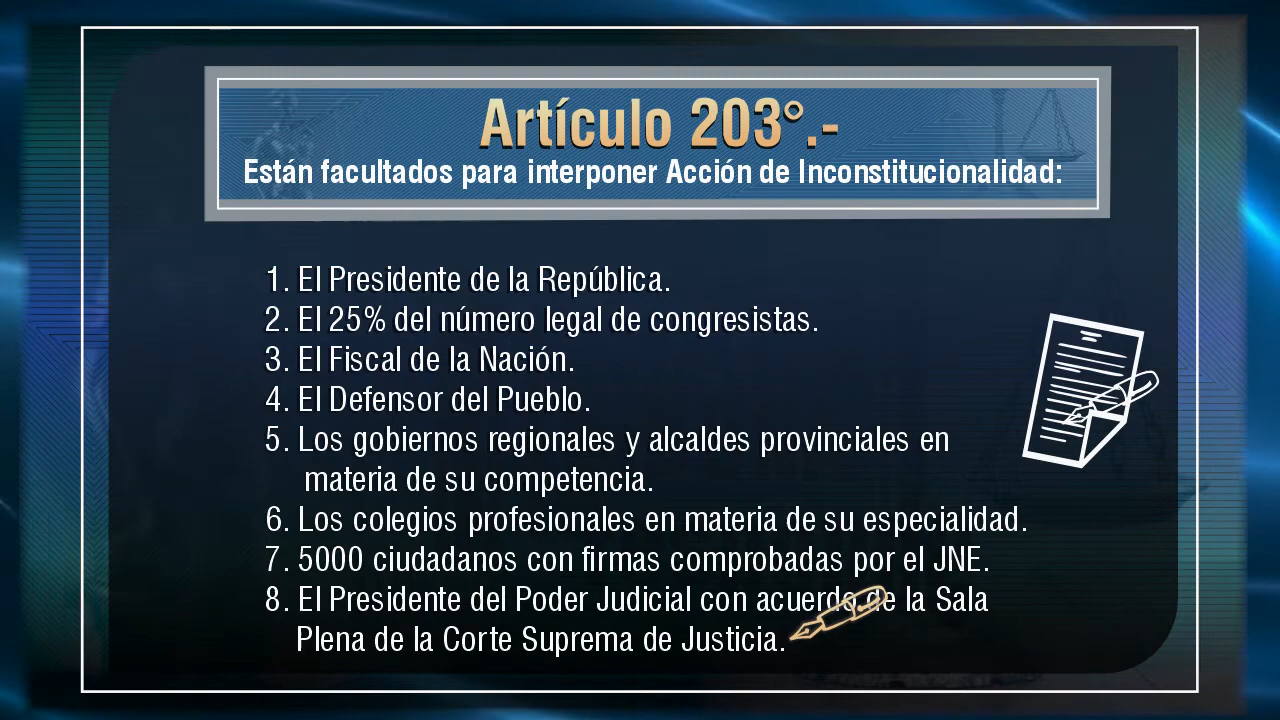 Artículo 203°.-
Están facultados para interponer Acción de Inconstitucionalidad:
1. El Presidente de la República.
2. El 25% del número legal de congresistas.
3. El Fiscal de la Nación.
4. El Defensor del Pueblo.
5. Los gobiernos regionales y alcaldes provinciales en
materia de su competencia.
6. Los colegios profesionales en materia de su especialidad.
7. 5000 ciudadanos con firmas comprobadas por el JNE.
8. El Presidente del Poder Judicial con acuerdo de la Sala
Plena de la Corte Suprema de Justicia.